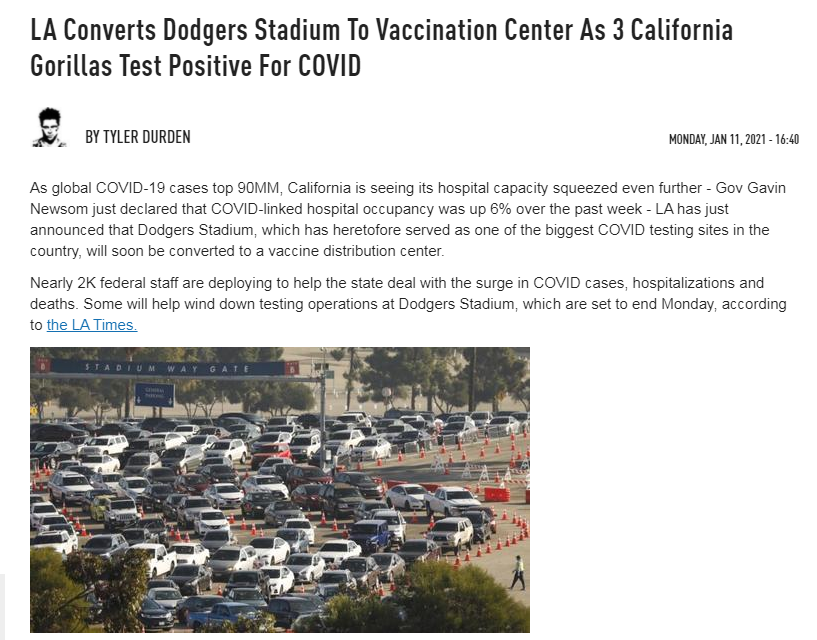 LA Converts Dodgers Stadium To Vaccination Center As 3 California
Gorillas Test Positive For COVID
BY TYLER DURDEN
MONDAY, JAN 11, 2021 - 16:40
As global COVID-19 cases top 90MM, California is seeing its hospital capacity squeezed even further - Gov Gavin
Newsom just declared that COVID-linked hospital occupancy was up 6% over the past week - LA has just
announced that Dodgers Stadium, which has heretofore served as one of the biggest COVID testing sites in the
country, will soon be converted to a vaccine distribution center.
Nearly 2K federal staff are deploying to help the state deal with the surge in COVID cases, hospitalizations and
deaths. Some will help wind down testing operations at Dodgers Stadium, which are set to end Monday, according
to the LA Times.
STADIUM WAY GATE
GENERAL
PARKING